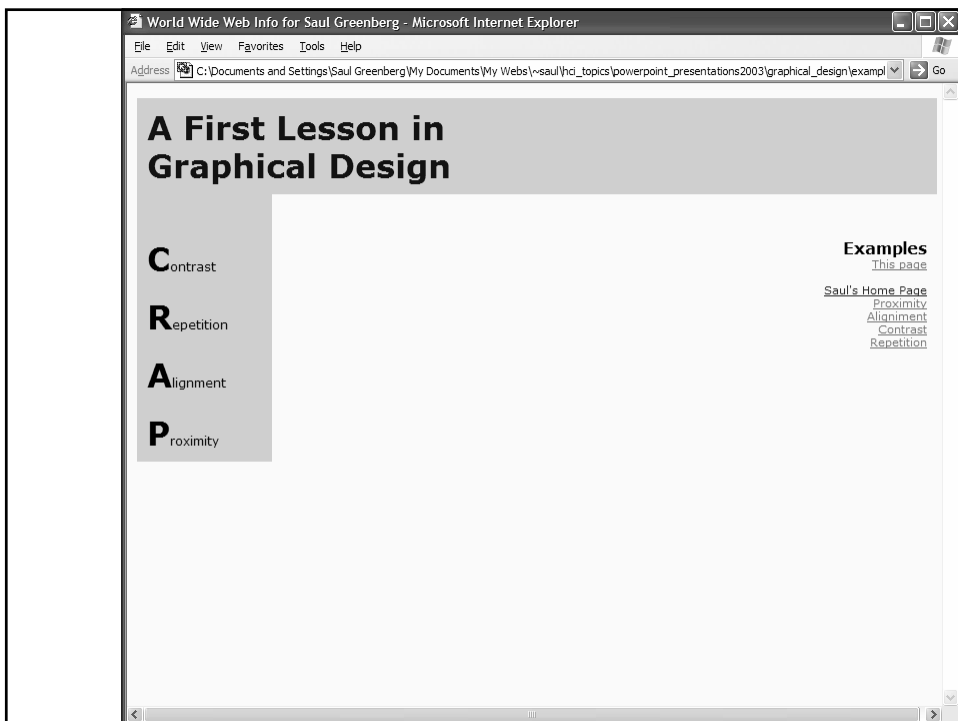 World Wide Web Info for Saul Greenberg - Microsoft Internet Explorer
File Edit View Favorites Tools Help
Address C:\Documents and Settings\Saul Greenberg\My Documents\My Webs\~saul\hci_topics\powerpoint_presentations2003\graphical_design\exampl Go
A First Lesson in
Graphical Design
Contrast
Repetition
Alignment
Proximity
Examples
This page
Saul's Home Page
Proximity
Aligniment
Contrast
Repetition